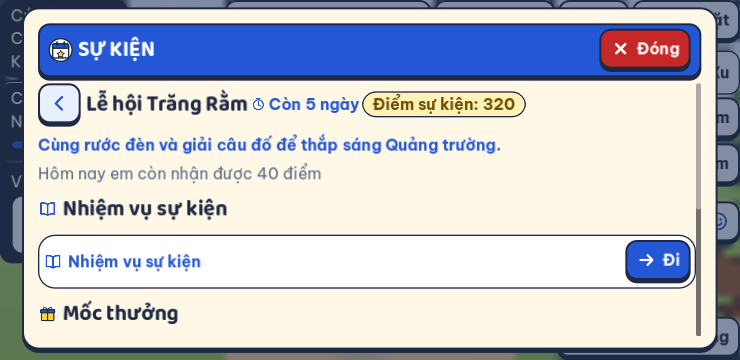 SỰ KIỆN
Đóng
Lễ hội Trăng Rằm Còn 5 ngày Điểm sự kiện: 320
Cùng rước đèn và giải câu đố để thắp sáng Quảng trường.
Hôm nay em còn nhận được 40 điểm
Nhiệm vụ sự kiện
Nhiệm vụ sự kiện
Đi
Mốc thưởng